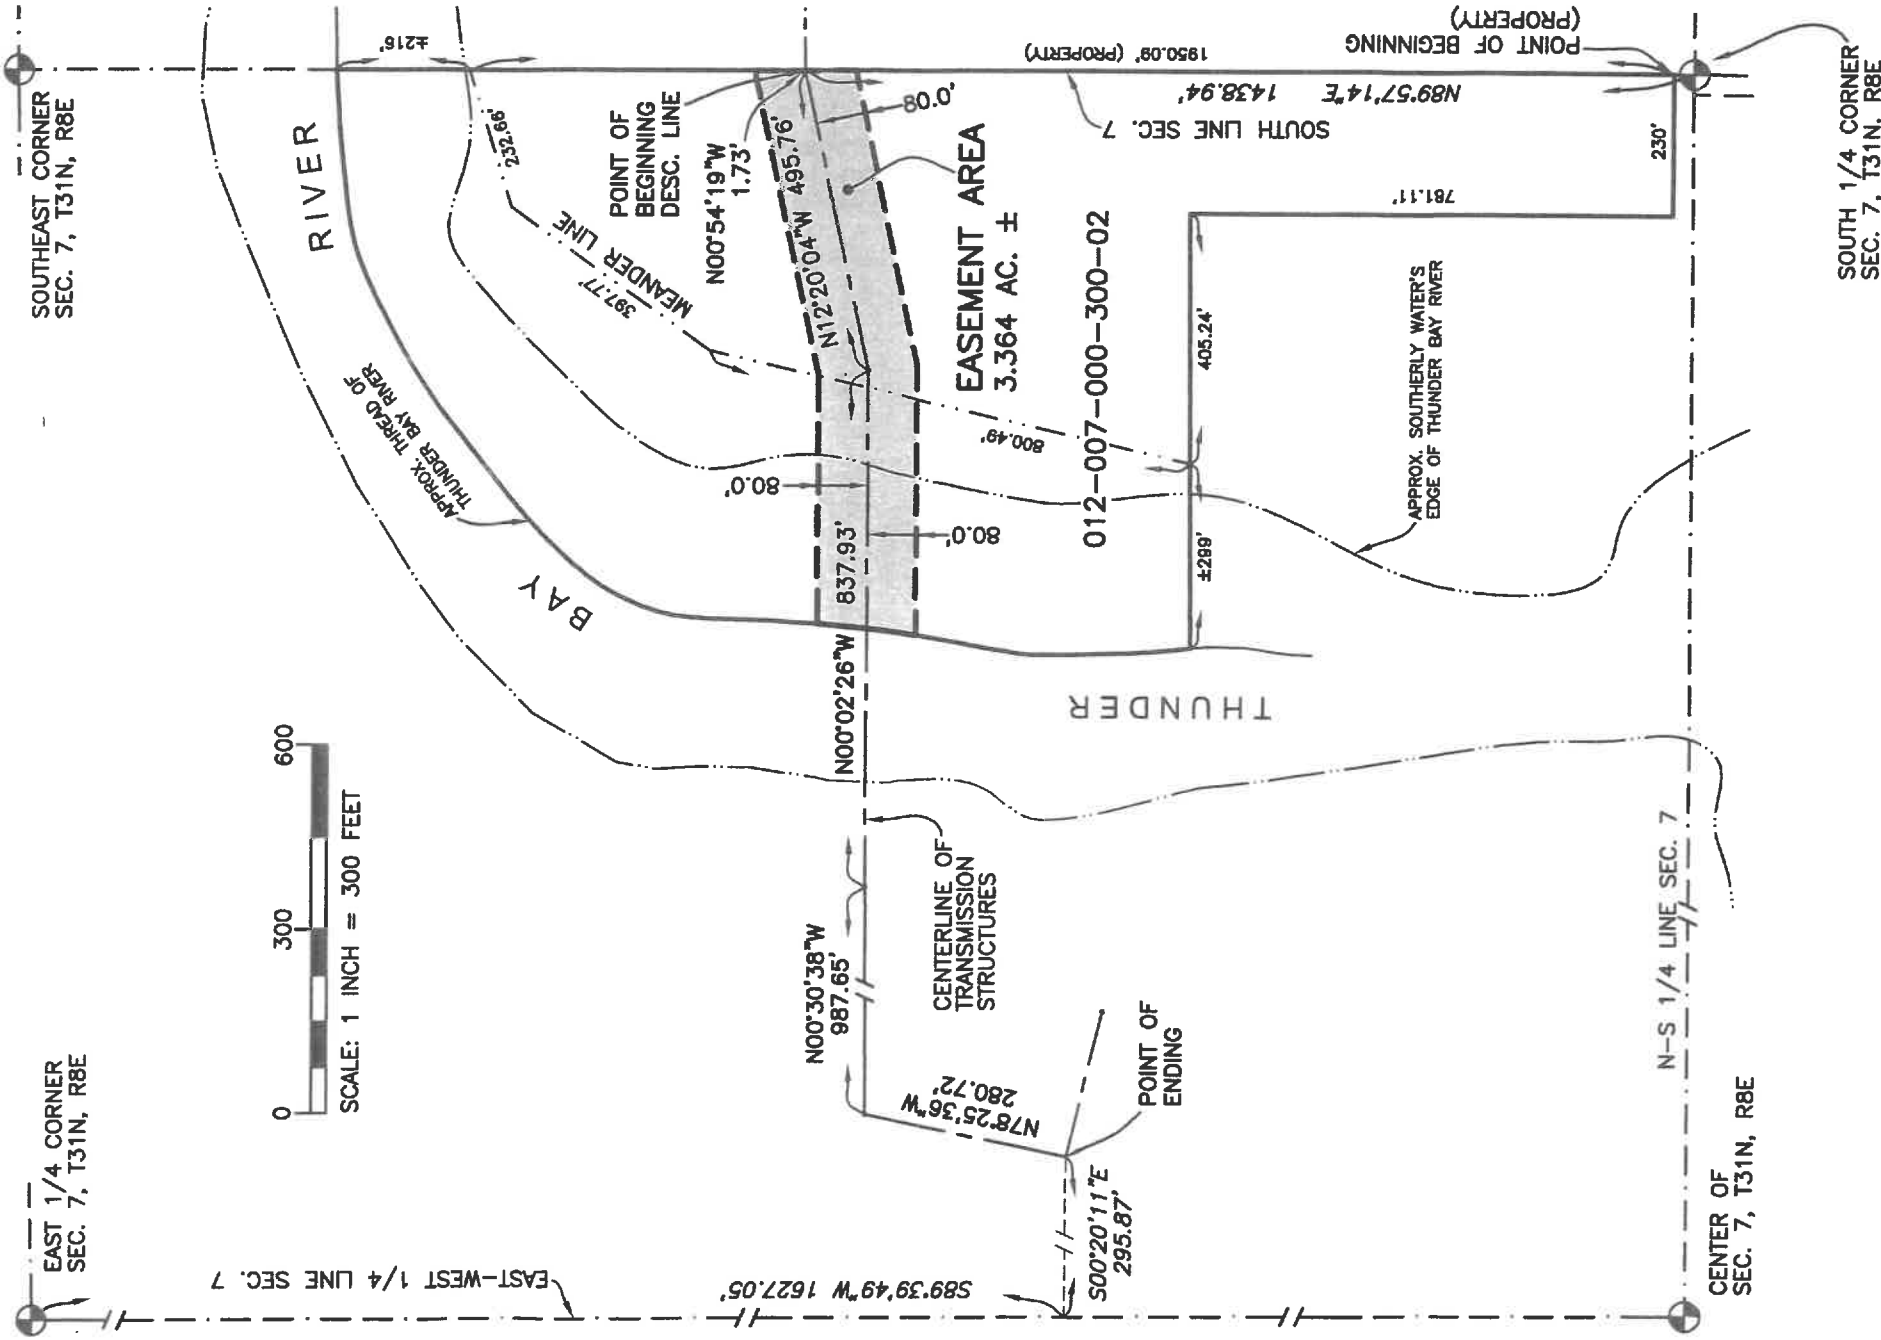 SOUTHEAST CORNER
SEC. 7, T31N, R8E
±216'
RIVER
232.66'
POINT OF
BEGINNING
DESC. LINE
N00°54'19"W
1.73'
MEANDER LINE
397.77'
N12°20'04"W 495.76'
80.0'
1950.09' (PROPERTY)
N89°57'14"E 1438.94'
SOUTH LINE SEC. 7
POINT OF BEGINNING
(PROPERTY)
230'
781.11'
SOUTH 1/4 CORNER
SEC. 7, T31N, R8E
EASEMENT AREA
3.364 AC. ±
012-007-000-300-02
405.24'
APPROX. THREAD OF
THUNDER BAY RIVER
800.49'
80.0'
80.0'
837.93'
±299'
APPROX. SOUTHERLY WATER'S
EDGE OF THUNDER BAY RIVER
BAY
N00°02'26"W
THUNDER
0 300 600
SCALE: 1 INCH = 300 FEET
CENTERLINE OF
TRANSMISSION
STRUCTURES
N00°30'38"W
987.65'
N78°25'36"W
280.72'
POINT OF
ENDING
N-S 1/4 LINE SEC. 7
EAST 1/4 CORNER
SEC. 7, T31N, R8E
EAST-WEST 1/4 LINE SEC. 7
S89°39'49"W 1627.05'
S00°20'11"E
295.87'
CENTER OF
SEC. 7, T31N, R8E